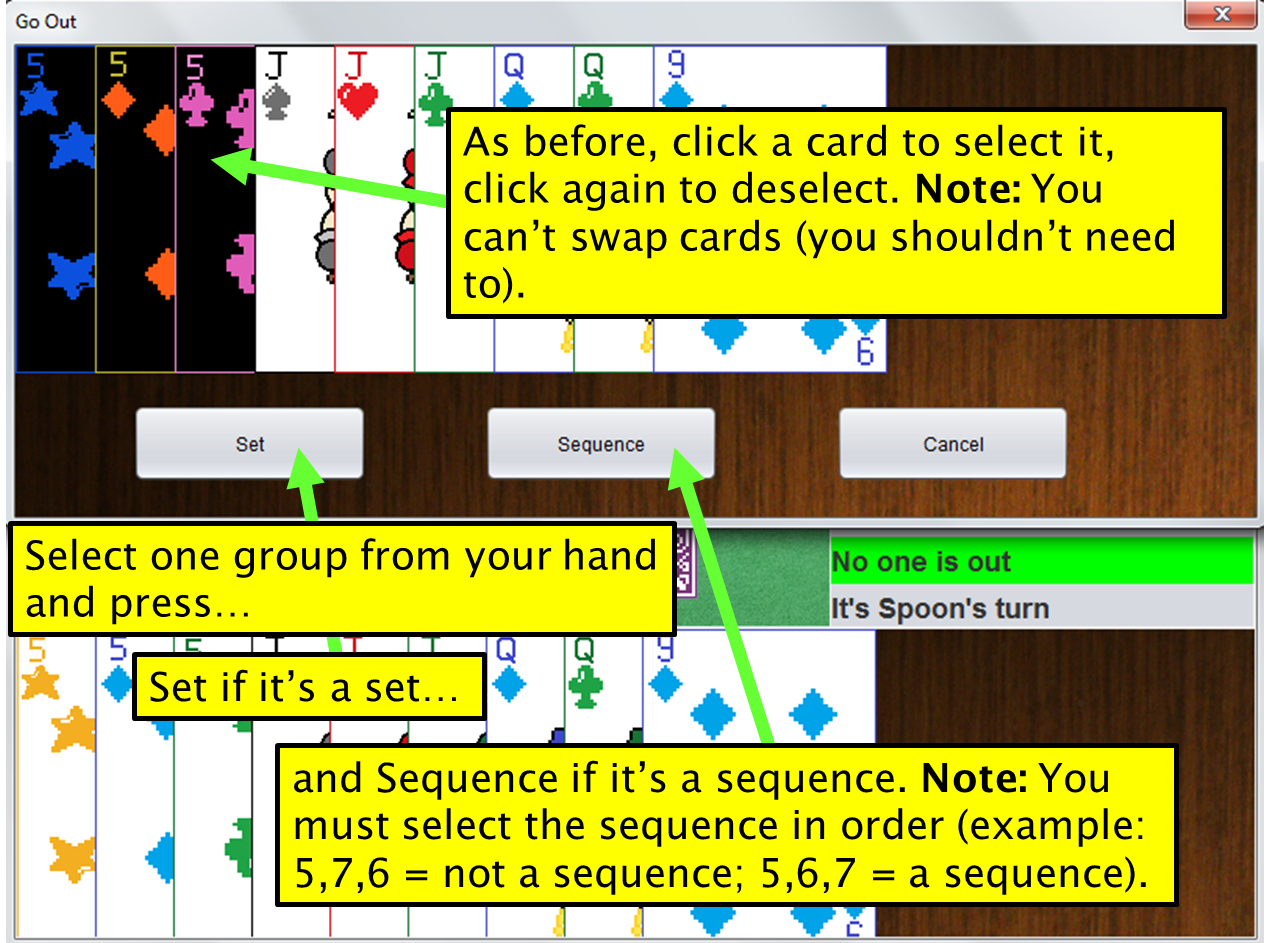 Go Out
x
5 5 5 J J J Q Q 9
As before, click a card to select it,
click again to deselect. Note: You
can’t swap cards (you shouldn’t need
to).
9
Set
Sequence
Cancel
Select one group from your hand
and press…
No one is out
It's Spoon's turn
5 5 5 J J J Q Q 9
Set if it’s a set…
and Sequence if it’s a sequence. Note: You
must select the sequence in order (example:
5,7,6 = not a sequence; 5,6,7 = a sequence).